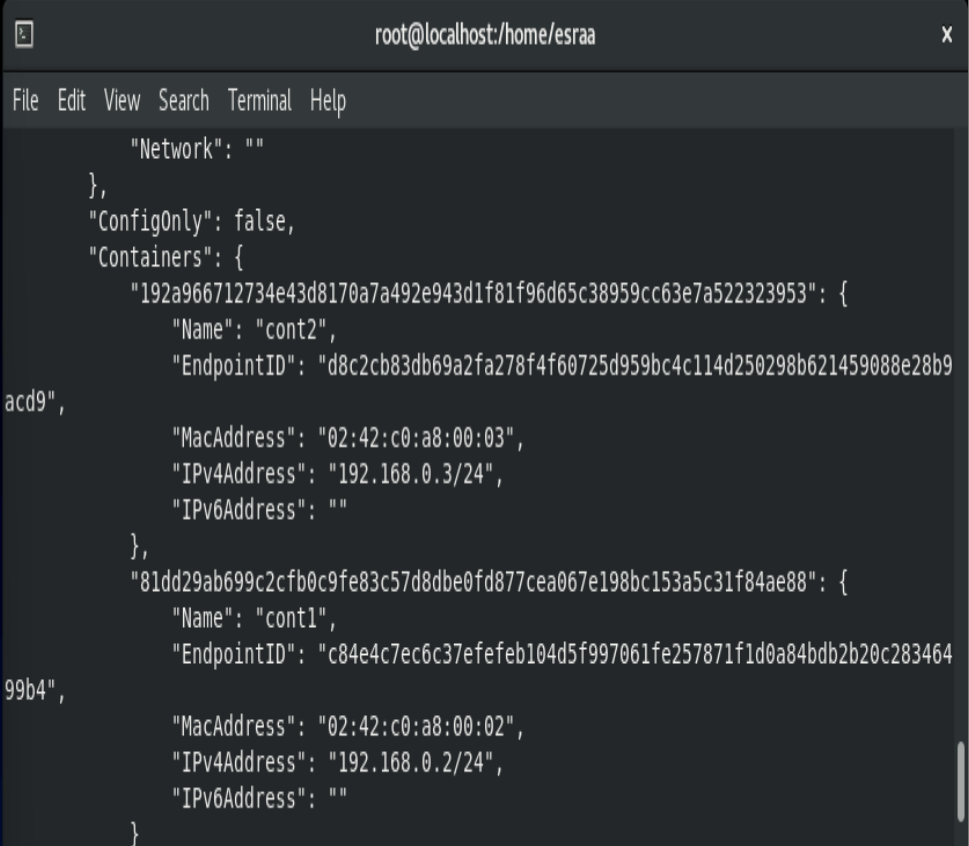 root@localhost:/home/esraa x
File Edit View Search Terminal Help
"Network": ""
},
"ConfigOnly": false,
"Containers": {
"192a966712734e43d8170a7a492e943d1f81f96d65c38959cc63e7a522323953": {
"Name": "cont2",
"EndpointID": "d8c2cb83db69a2fa278f4f60725d959bc4c114d250298b621459088e28b9
acd9",
"MacAddress": "02:42:c0:a8:00:03",
"IPv4Address": "192.168.0.3/24",
"IPv6Address": ""
},
"81dd29ab699c2cfb0c9fe83c57d8dbe0fd877cea067e198bc153a5c31f84ae88": {
"Name": "cont1",
"EndpointID": "c84e4c7ec6c37efefeb104d5f997061fe257871f1d0a84bdb2b20c283464
99b4",
"MacAddress": "02:42:c0:a8:00:02",
"IPv4Address": "192.168.0.2/24",
"IPv6Address": ""
}